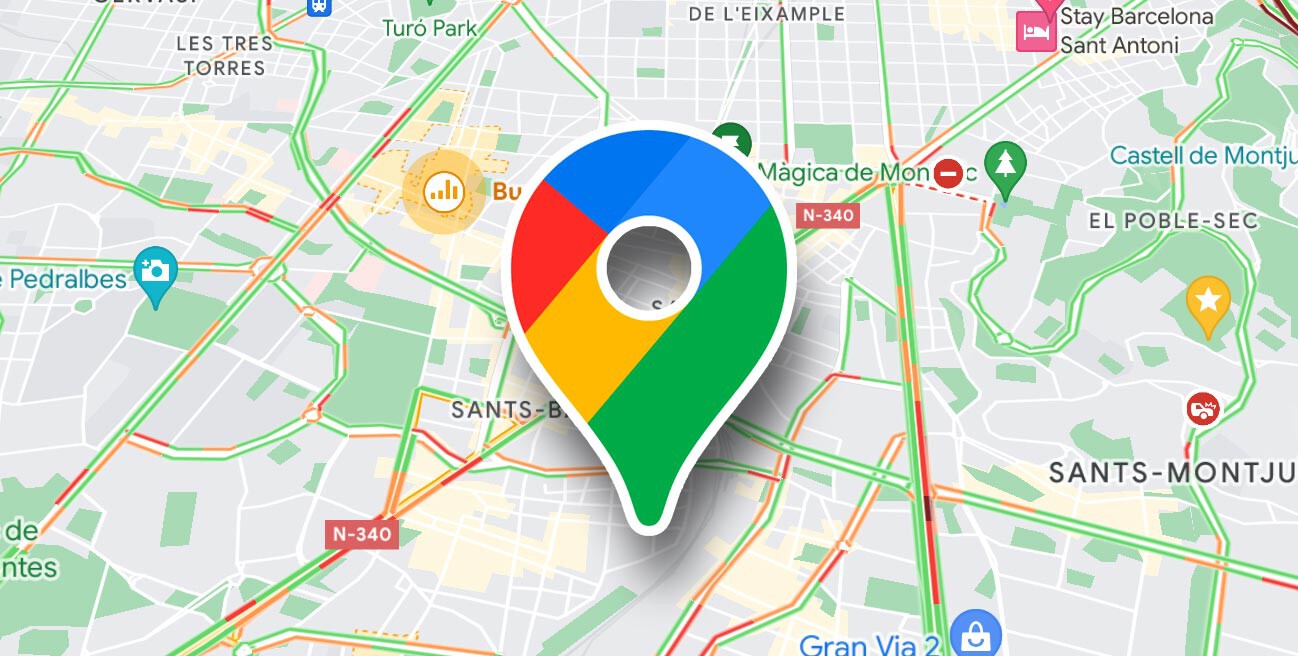 DE L'EIXAMPLE
Stay Barcelona
Sant Antoni
Turó Park
LES TRES
TORRES
Castell de Montju
Màgica de Mon c
Bu
N-340
EL POBLE-SEC
e Pedralbes
SANTS-B
SANTS-MONTJU
N-340
de
ntes
Gran Via 2